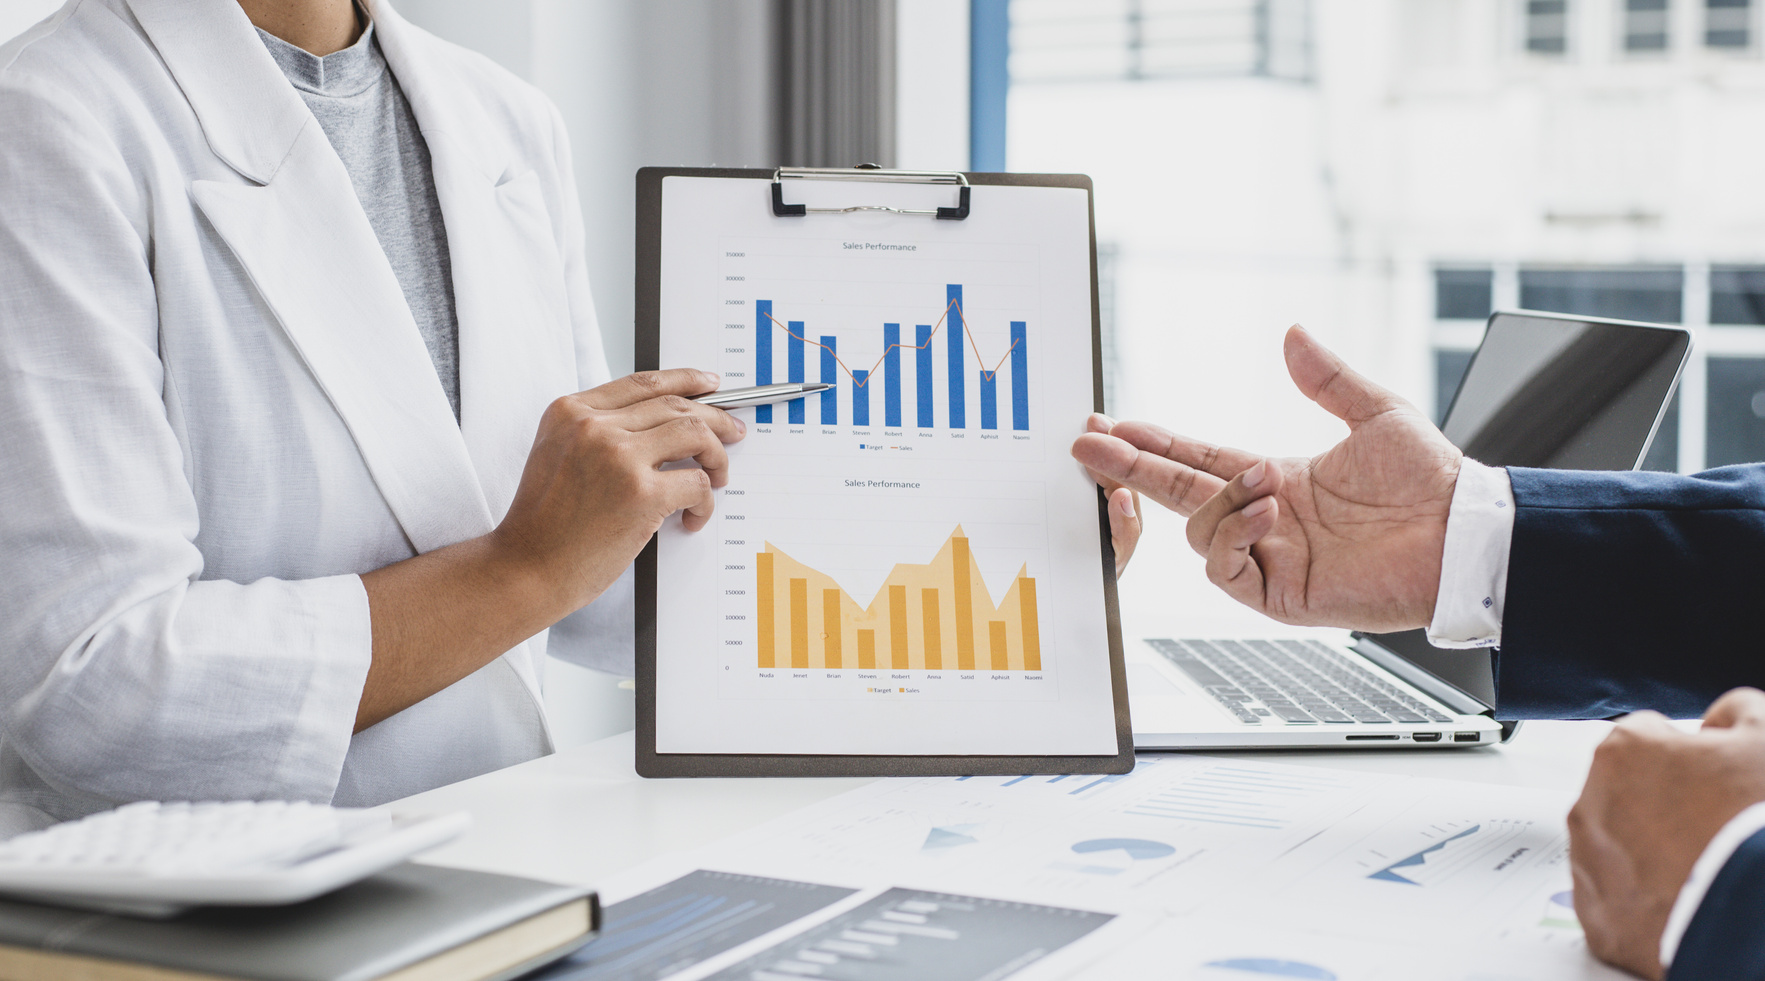 Sales Performance
350000
300000
250000
200000
150000
100000
Nuda Jenet Brian Steven Robert Anna Satid Aphisit Naomi
Target Sales
Sales Performance
350000
300000
250000
200000
150000
100000
50000
0
Nuda Jenet Brian Steven Robert Anna Satid Aphisit Naomi
Target Sales